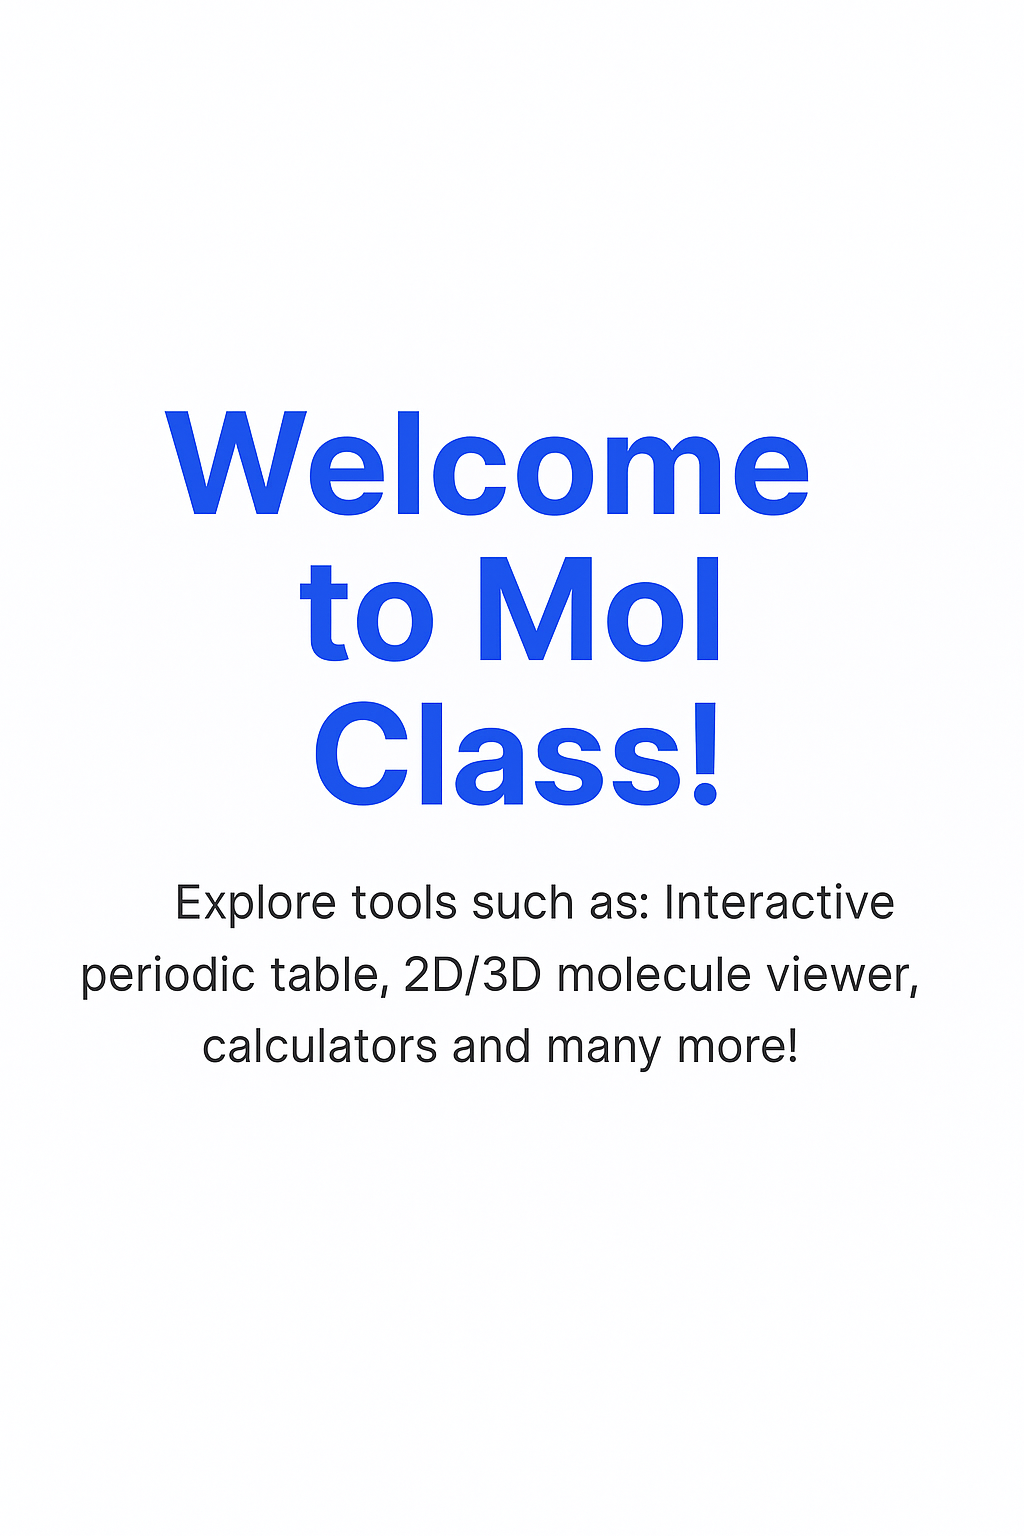 Welcome
to Mol
Class!
Explore tools such as: Interactive
periodic table, 2D/3D molecule viewer,
calculators and many more!